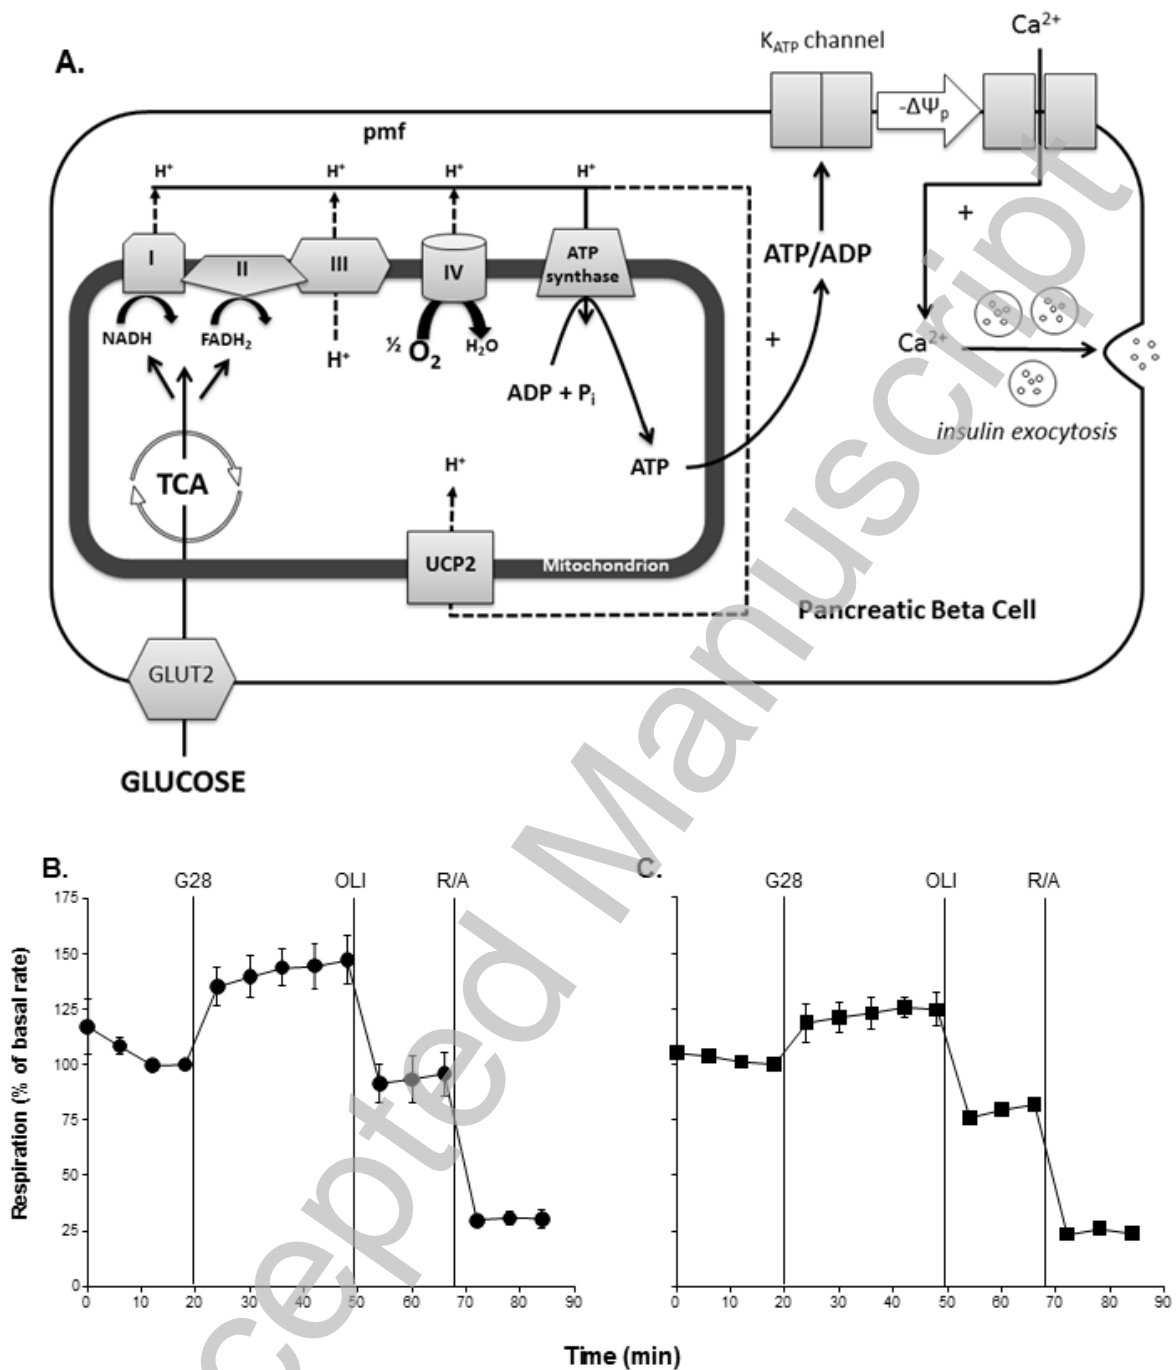 A.
K_ATP channel
Ca²⁺
-ΔΨ_p
pmf
H⁺ H⁺ H⁺ H⁺
I II III IV ATP synthase
NADH FADH₂ H⁺ ½ O₂ H₂O
ADP + Pᵢ
ATP
ATP/ADP
+
+
Ca²⁺
insulin exocytosis
TCA
H⁺
UCP2
Mitochondrion
Pancreatic Beta Cell
GLUT2
GLUCOSE
B.
G28 OLI R/A
175
150
125
100
75
50
25
0
0 10 20 30 40 50 60 70 80 90
Respiration (% of basal rate)
C.
G28 OLI R/A
0 10 20 30 40 50 60 70 80 90
Time (min)
cepted Manuscript